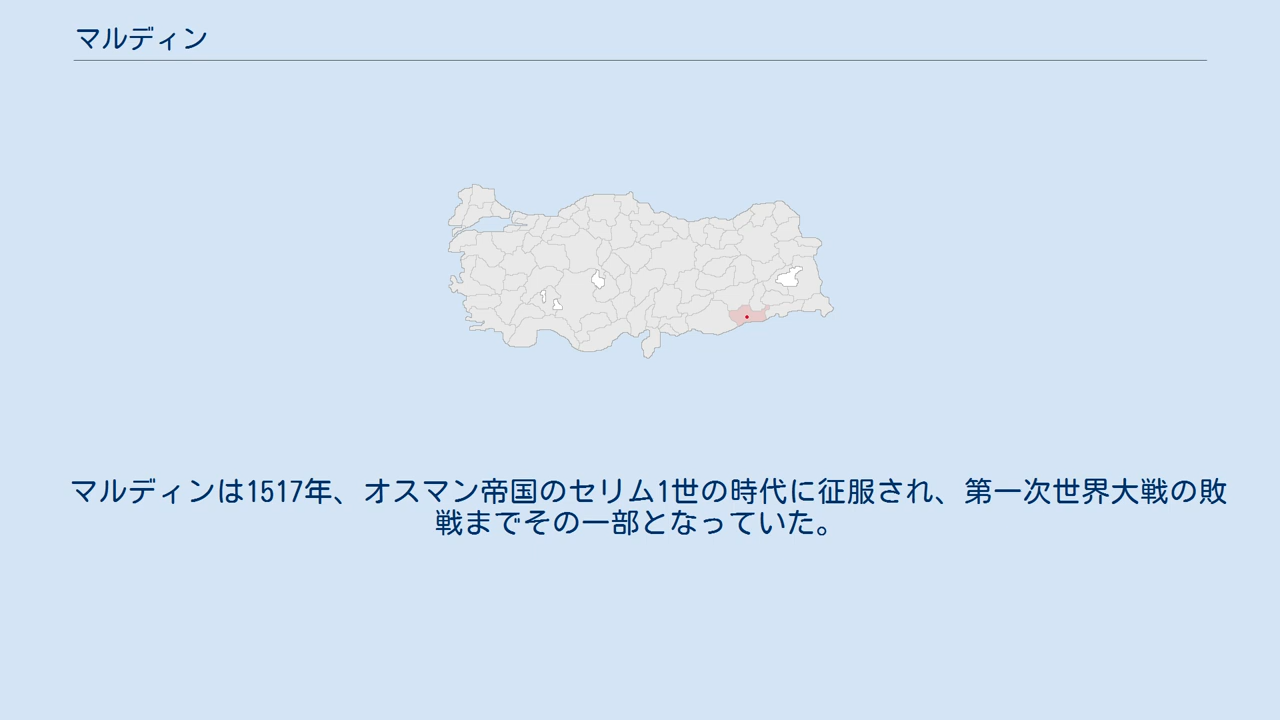 マルディン
マルディンは1517年、オスマン帝国のセリム1世の時代に征服され、第一次世界大戦の敗
戦までその一部となっていた。